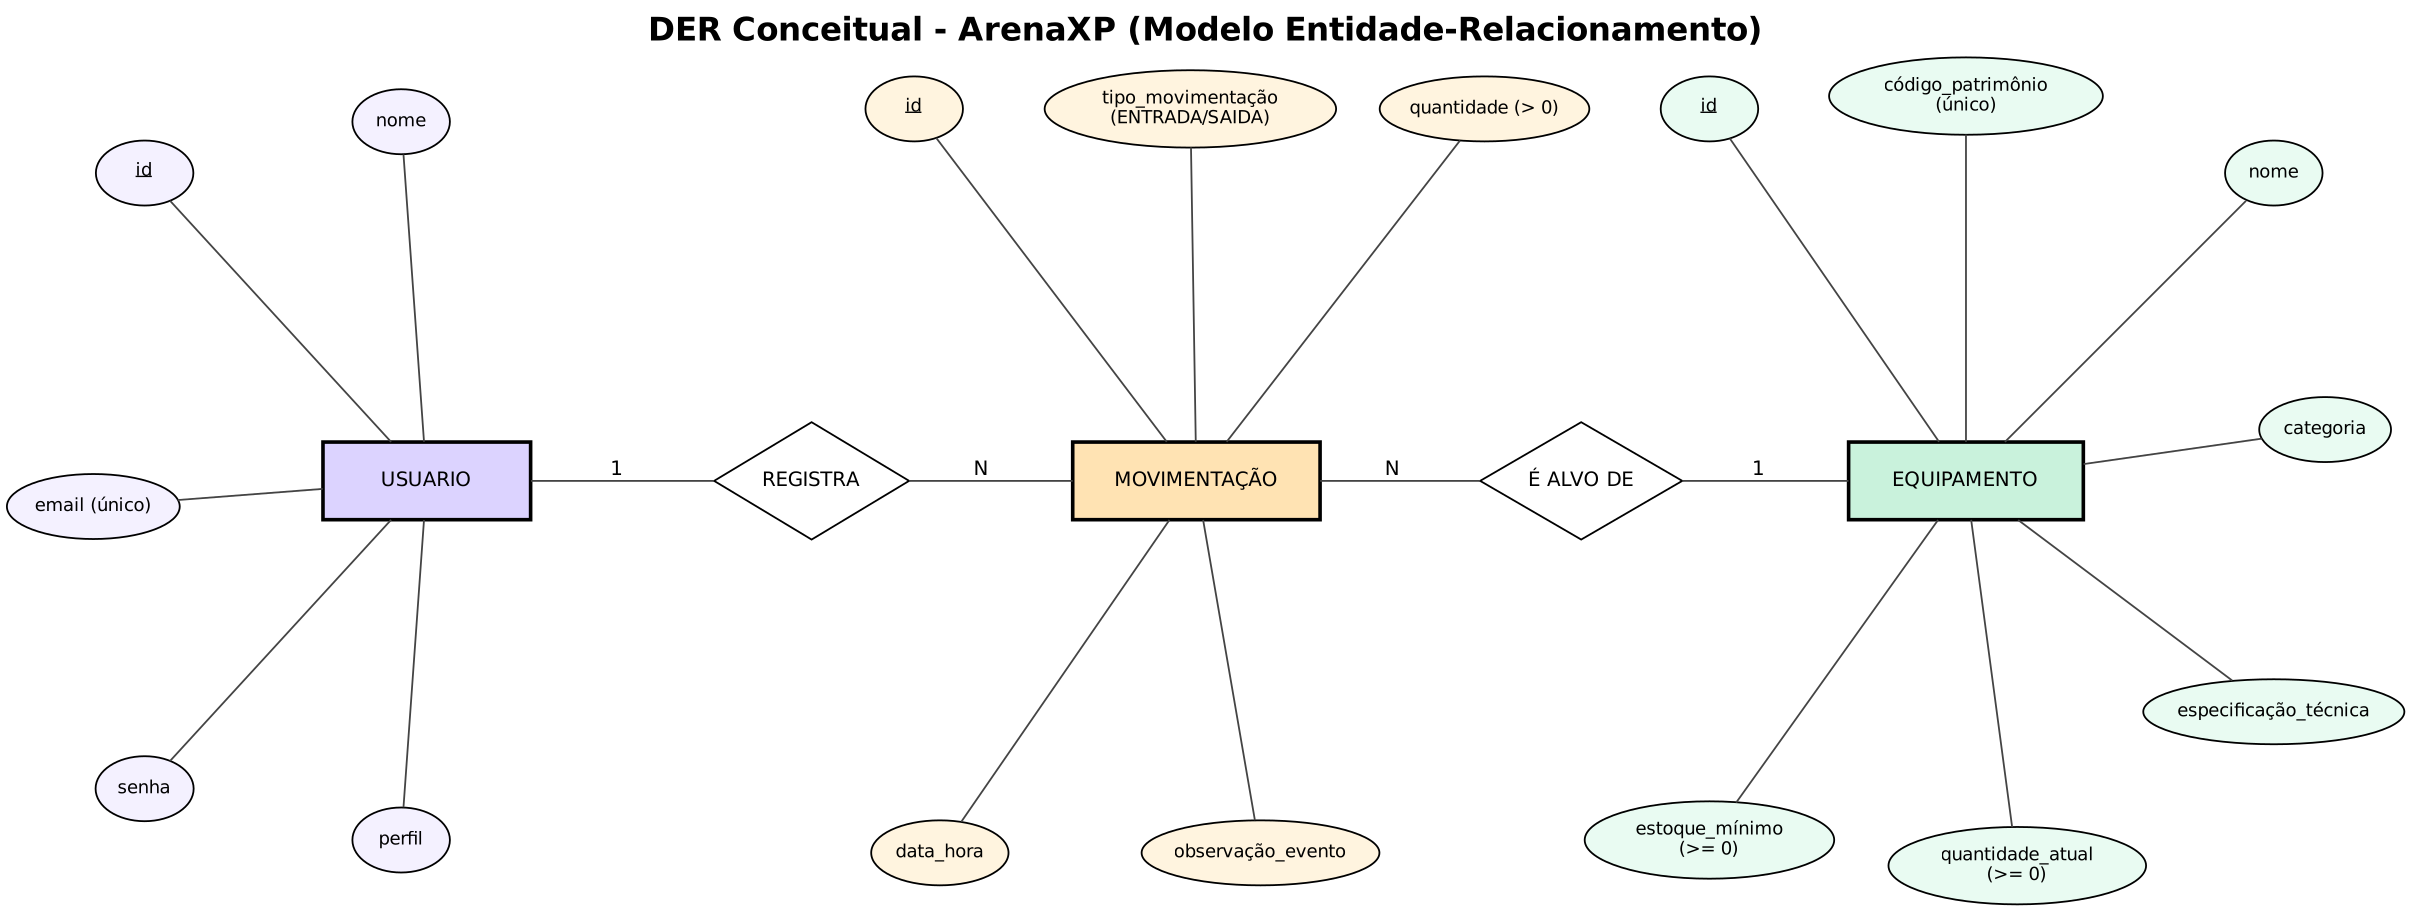 DER Conceitual - ArenaXP (Modelo Entidade-Relacionamento)
id
nome
email (único)
senha
perfil
USUARIO
1
REGISTRA
N
id
tipo_movimentação
(ENTRADA/SAIDA)
quantidade (> 0)
MOVIMENTAÇÃO
data_hora
observação_evento
N
É ALVO DE
1
id
código_patrimônio
(único)
nome
categoria
EQUIPAMENTO
especificação_técnica
estoque_mínimo
(>= 0)
quantidade_atual
(>= 0)